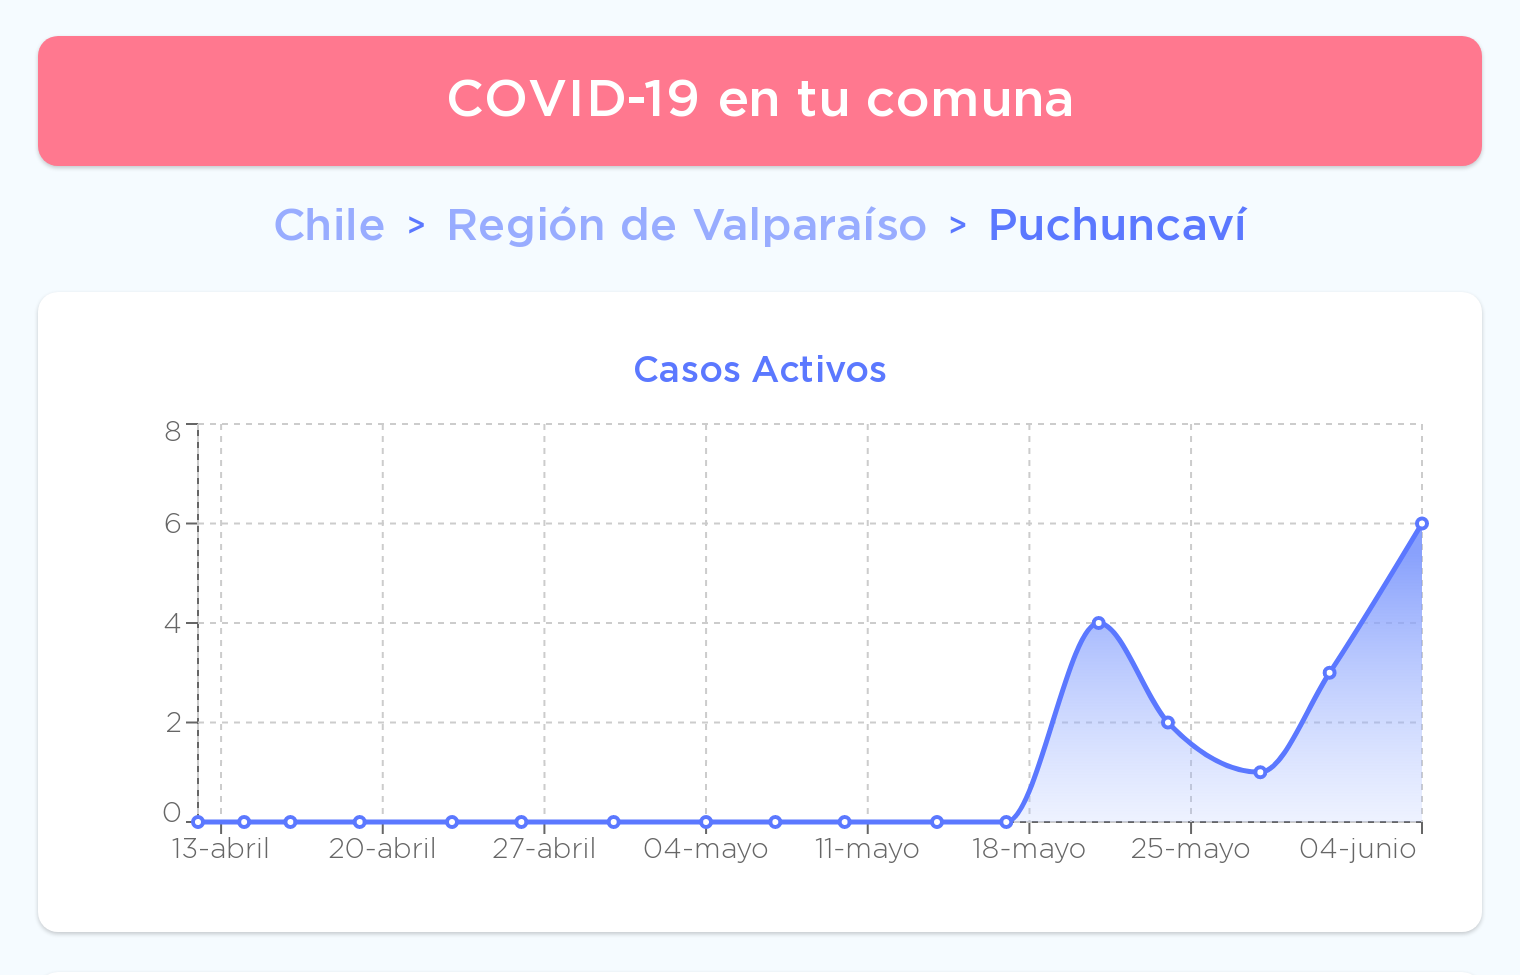 COVID-19 en tu comuna
Chile > Región de Valparaíso > Puchuncaví
Casos Activos
8
6
4
2
0
13-abril 20-abril 27-abril 04-mayo 11-mayo 18-mayo 25-mayo 04-junio